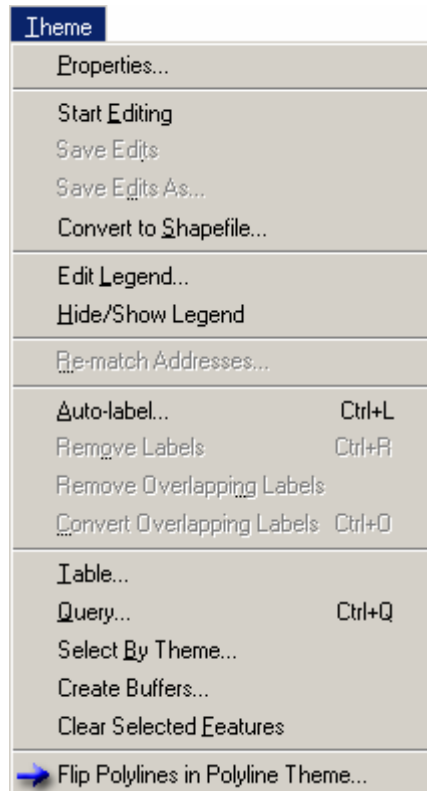 Theme
Properties...
Start Editing
Save Edits
Save Edits As...
Convert to Shapefile...
Edit Legend...
Hide/Show Legend
Re-match Addresses...
Auto-label... Ctrl+L
Remove Labels Ctrl+R
Remove Overlapping Labels
Convert Overlapping Labels Ctrl+O
Table...
Query... Ctrl+Q
Select By Theme...
Create Buffers...
Clear Selected Features
Flip Polylines in Polyline Theme...